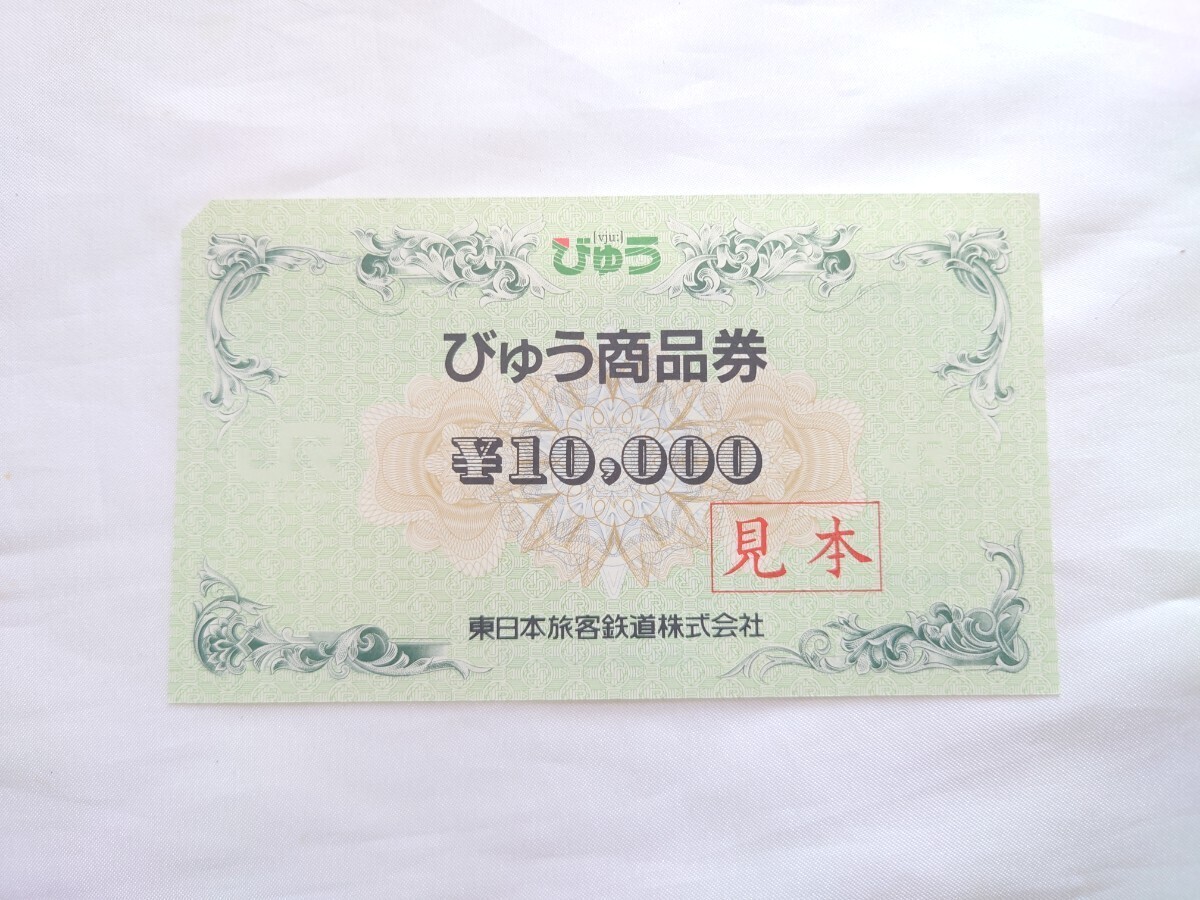 [vju:]
びゅう
びゅう商品券
¥10,000
見本
東日本旅客鉄道株式会社